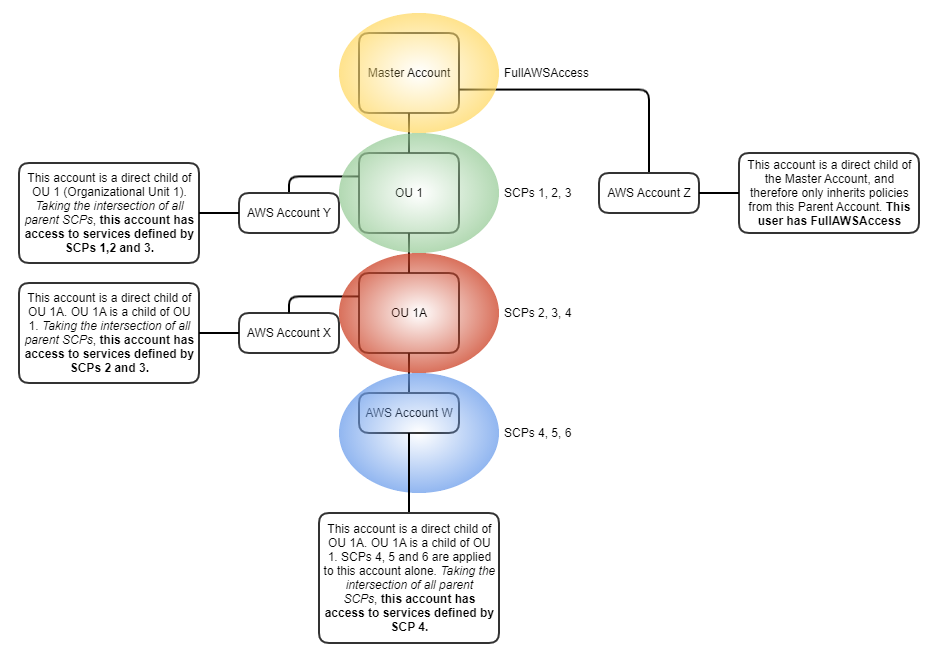 Master Account
FullAWSAccess
This account is a direct child of
OU 1 (Organizational Unit 1).
Taking the intersection of all
parent SCPs, this account has
access to services defined by
SCPs 1,2 and 3.
AWS Account Y
OU 1
SCPs 1, 2, 3
AWS Account Z
This account is a direct child of
the Master Account, and
therefore only inherits policies
from this Parent Account. This
user has FullAWSAccess
This account is a direct child of
OU 1A. OU 1A is a child of OU
1. Taking the intersection of all
parent SCPs, this account has
access to services defined by
SCPs 2 and 3.
AWS Account X
OU 1A
SCPs 2, 3, 4
AWS Account W
SCPs 4, 5, 6
This account is a direct child of
OU 1A. OU 1A is a child of OU
1. SCPs 4, 5 and 6 are applied
to this account alone. Taking the
intersection of all parent
SCPs, this account has
access to services defined by
SCP 4.